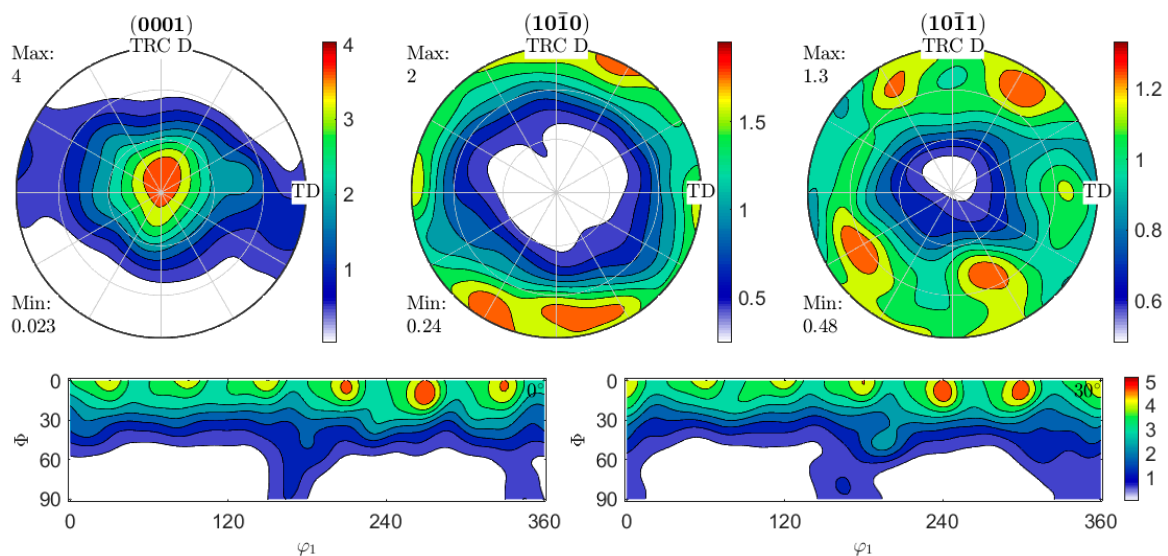 (0001)
TRC D
Max:
4
TD
Min:
0.023
4
3
2
1
(101̄0)
TRC D
Max:
2
TD
Min:
0.24
1.5
1
0.5
(101̄1)
TRC D
Max:
1.3
TD
Min:
0.48
1.2
1
0.8
0.6
0
30
60
90
Φ
0°
0 120 240 360
φ₁
0
30
60
90
Φ
30°
0 120 240 360
φ₁
5
4
3
2
1